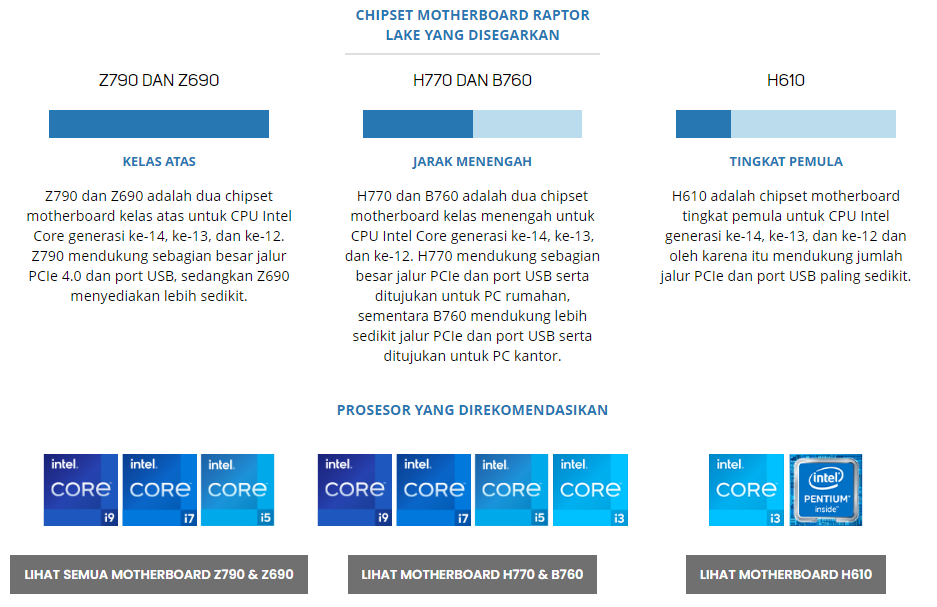 CHIPSET MOTHERBOARD RAPTOR
LAKE YANG DISEGARKAN
Z790 DAN Z690
KELAS ATAS
Z790 dan Z690 adalah dua chipset
motherboard kelas atas untuk CPU Intel
Core generasi ke-14, ke-13, dan ke-12.
Z790 mendukung sebagian besar jalur
PCIe 4.0 dan port USB, sedangkan Z690
menyediakan lebih sedikit.
H770 DAN B760
JARAK MENENGAH
H770 dan B760 adalah dua chipset
motherboard kelas menengah untuk
CPU Intel Core generasi ke-14, ke-13,
dan ke-12. H770 mendukung sebagian
besar jalur PCIe dan port USB serta
ditujukan untuk PC rumahan,
sementara B760 mendukung lebih
sedikit jalur PCIe dan port USB serta
ditujukan untuk PC kantor.
H610
TINGKAT PEMULA
H610 adalah chipset motherboard
tingkat pemula untuk CPU Intel
generasi ke-14, ke-13, dan ke-12 dan
oleh karena itu mendukung jumlah
jalur PCIe dan port USB paling sedikit.
PROSESOR YANG DIREKOMENDASIKAN
intel.
CORE
i9
intel.
CORE
i7
intel.
CORE
i5
intel.
CORE
i9
intel.
CORE
i7
intel.
CORE
i5
intel.
CORE
i3
intel.
CORE
i3
intel
PENTIUM
inside
LIHAT SEMUA MOTHERBOARD Z790 & Z690
LIHAT MOTHERBOARD H770 & B760
LIHAT MOTHERBOARD H610